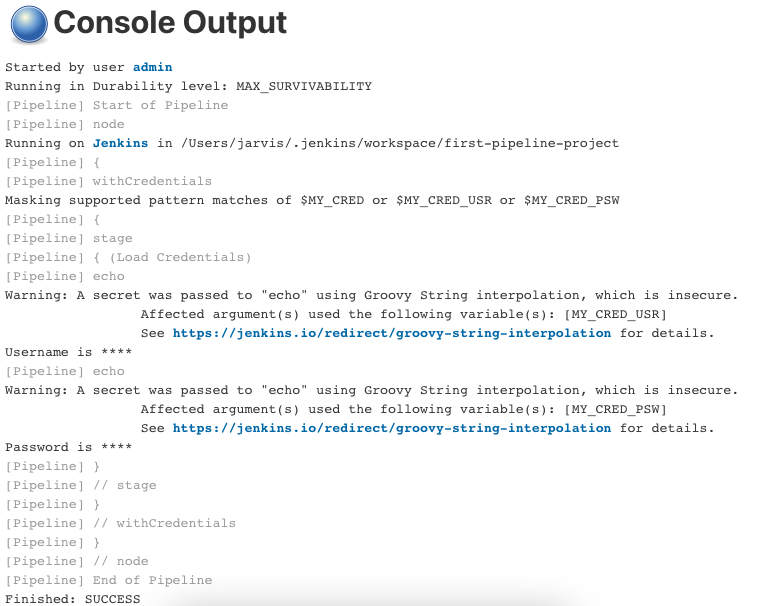 Console Output
Started by user admin
Running in Durability level: MAX_SURVIVABILITY
[Pipeline] Start of Pipeline
[Pipeline] node
Running on Jenkins in /Users/jarvis/.jenkins/workspace/first-pipeline-project
[Pipeline] {
[Pipeline] withCredentials
Masking supported pattern matches of $MY_CRED or $MY_CRED_USR or $MY_CRED_PSW
[Pipeline] {
[Pipeline] stage
[Pipeline] { (Load Credentials)
[Pipeline] echo
Warning: A secret was passed to "echo" using Groovy String interpolation, which is insecure.
Affected argument(s) used the following variable(s): [MY_CRED_USR]
See https://jenkins.io/redirect/groovy-string-interpolation for details.
Username is ****
[Pipeline] echo
Warning: A secret was passed to "echo" using Groovy String interpolation, which is insecure.
Affected argument(s) used the following variable(s): [MY_CRED_PSW]
See https://jenkins.io/redirect/groovy-string-interpolation for details.
Password is ****
[Pipeline] }
[Pipeline] // stage
[Pipeline] }
[Pipeline] // withCredentials
[Pipeline] }
[Pipeline] // node
[Pipeline] End of Pipeline
Finished: SUCCESS